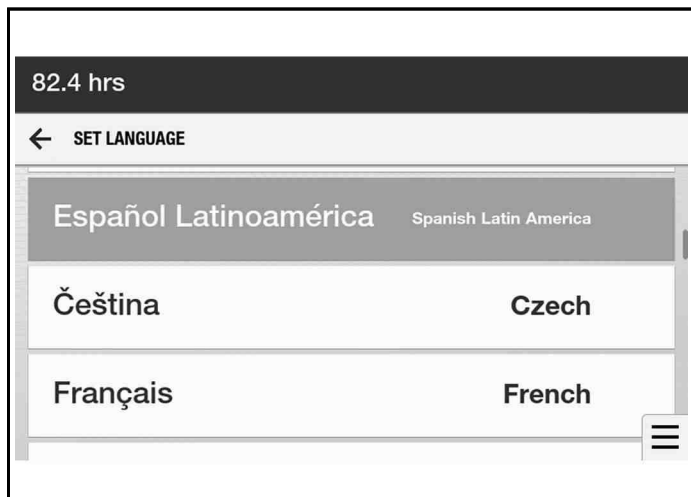 82.4 hrs
SET LANGUAGE
Español Latinoamérica Spanish Latin America
Čeština Czech
Français French